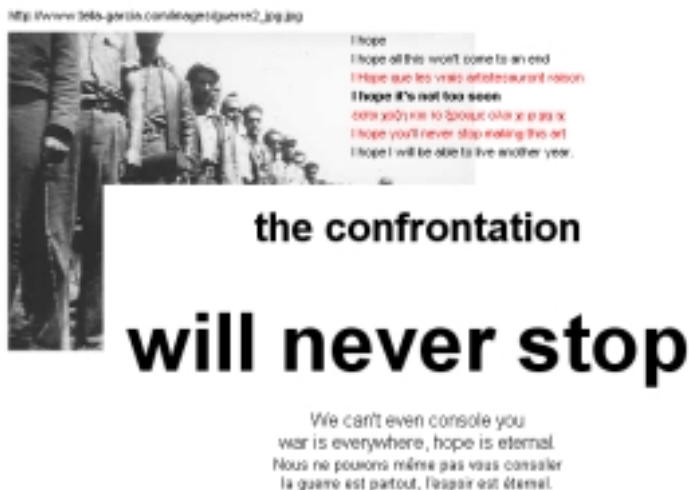 http://www.tella-garcia.com/images/guerre2_jpg.jpg
I hope
I hope all this won't come to an end
I Hope que les vrais artistesauront raison
I hope it's not too soon
I hope you'll never stop making this art
I hope I will be able to live another year.
the confrontation
will never stop
We can't even console you
war is everywhere, hope is eternal.
Nous ne pouvons même pas vous consoler
la guerre est partout, l'espoir est éternel.